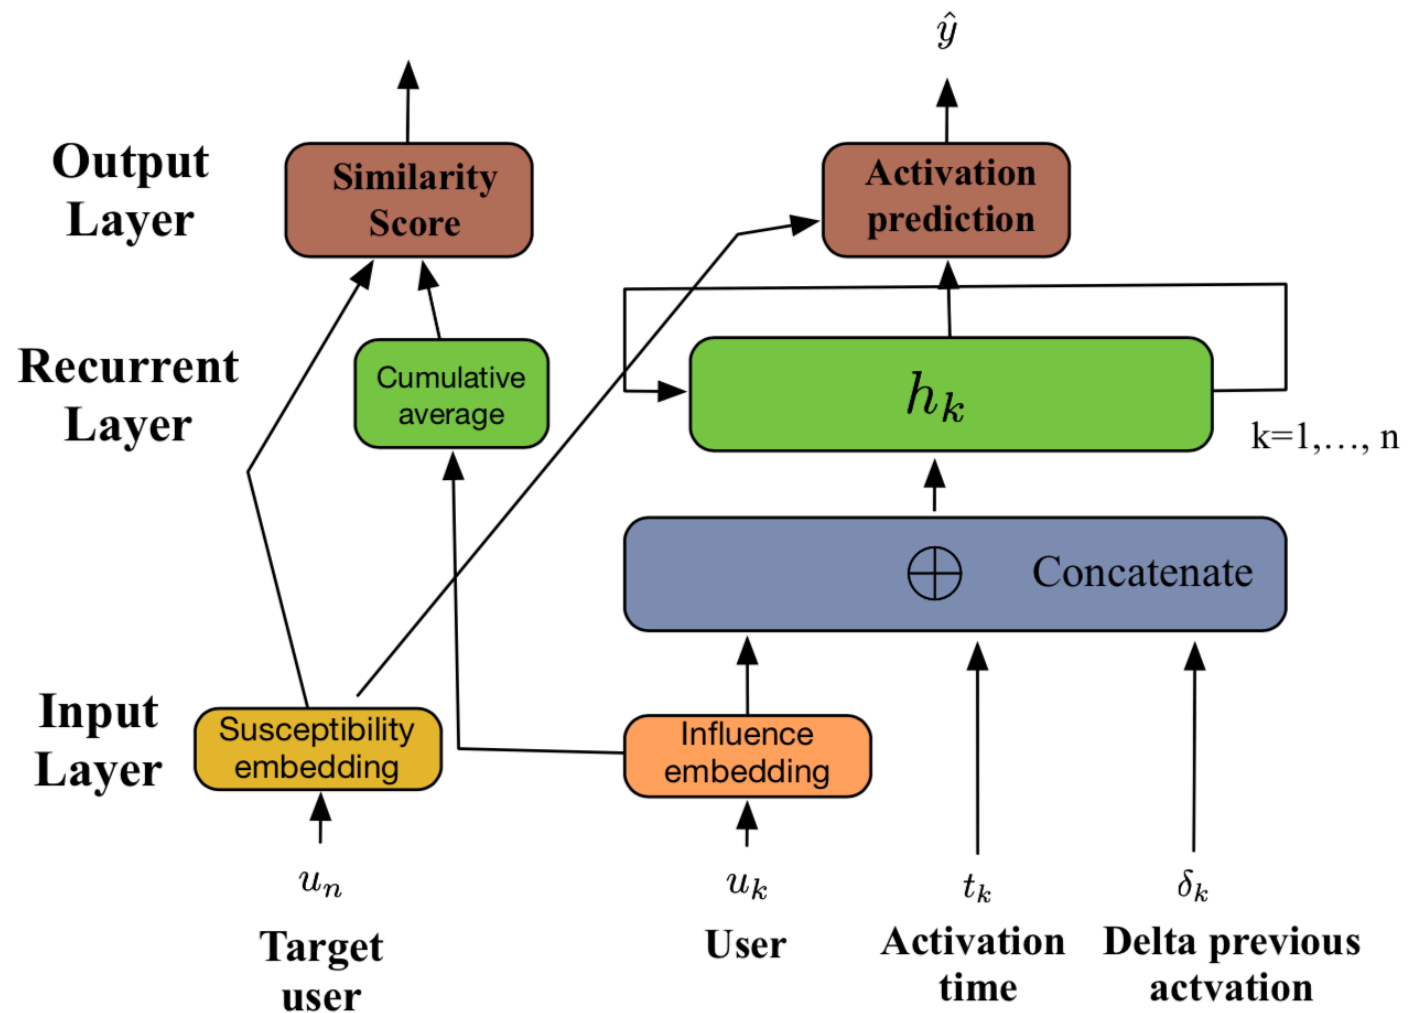 ŷ
Output
Layer
Similarity
Score
Activation
prediction
Recurrent
Layer
Cumulative
average
h_k
k=1,..., n
⊕ Concatenate
Input
Layer
Susceptibility
embedding
Influence
embedding
u_n
u_k
t_k
δ_k
Target
user
User
Activation
time
Delta previous
actvation